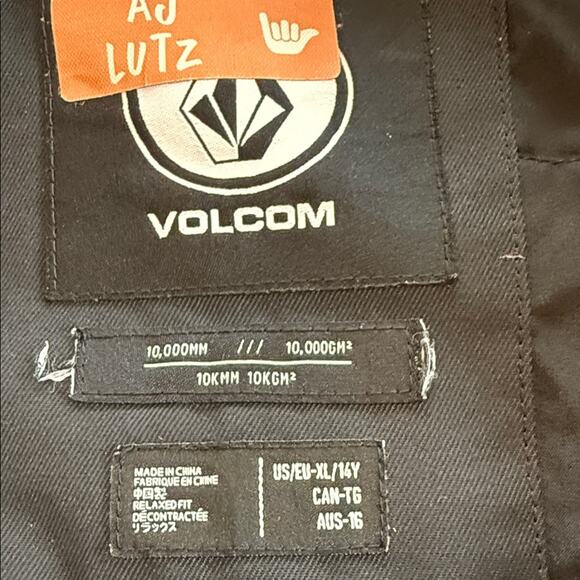 AJ
LUTZ
VOLCOM
10,000MM /// 10,000GM²
10KMM 10KGM²
MADE IN CHINA
FABRIQUE EN CHINE
中国製
RELAXED FIT
DÉCONTRACTÉE
リラックス
US/EU-XL/14Y
CAN-TG
AUS-16